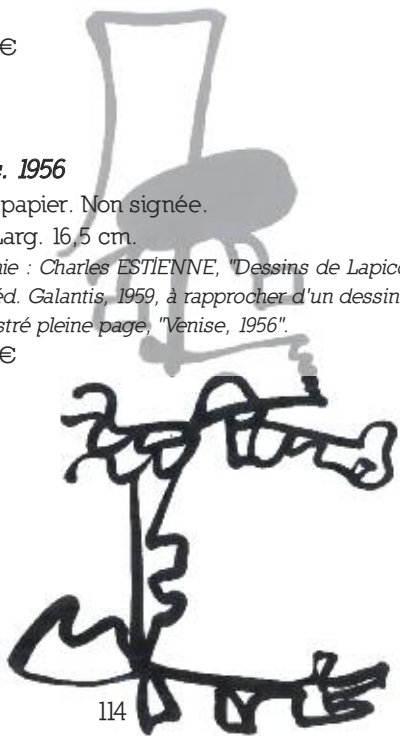 €
. 1956
papier. Non signée.
Larg. 16,5 cm.
nie : Charles ESTIENNE, "Dessins de Lapico
éd. Galantis, 1959, à rapprocher d'un dessin
stré pleine page, "Venise, 1956".
€
114